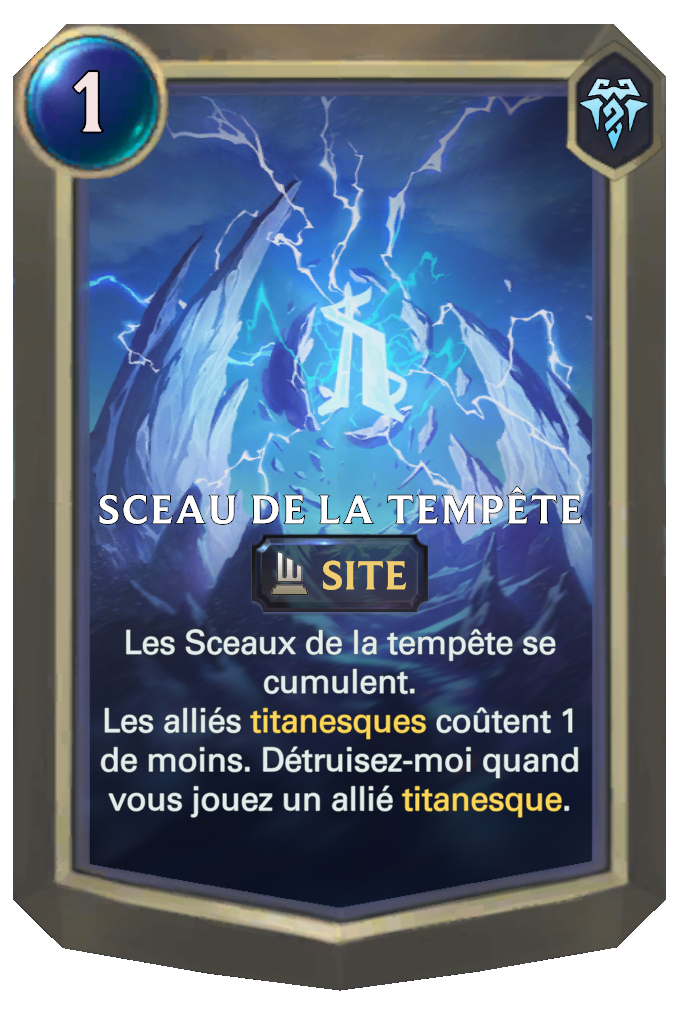 1
SCEAU DE LA TEMPÊTE
SITE
Les Sceaux de la tempête se
cumulent.
Les alliés titanesques coûtent 1
de moins. Détruisez-moi quand
vous jouez un allié titanesque.